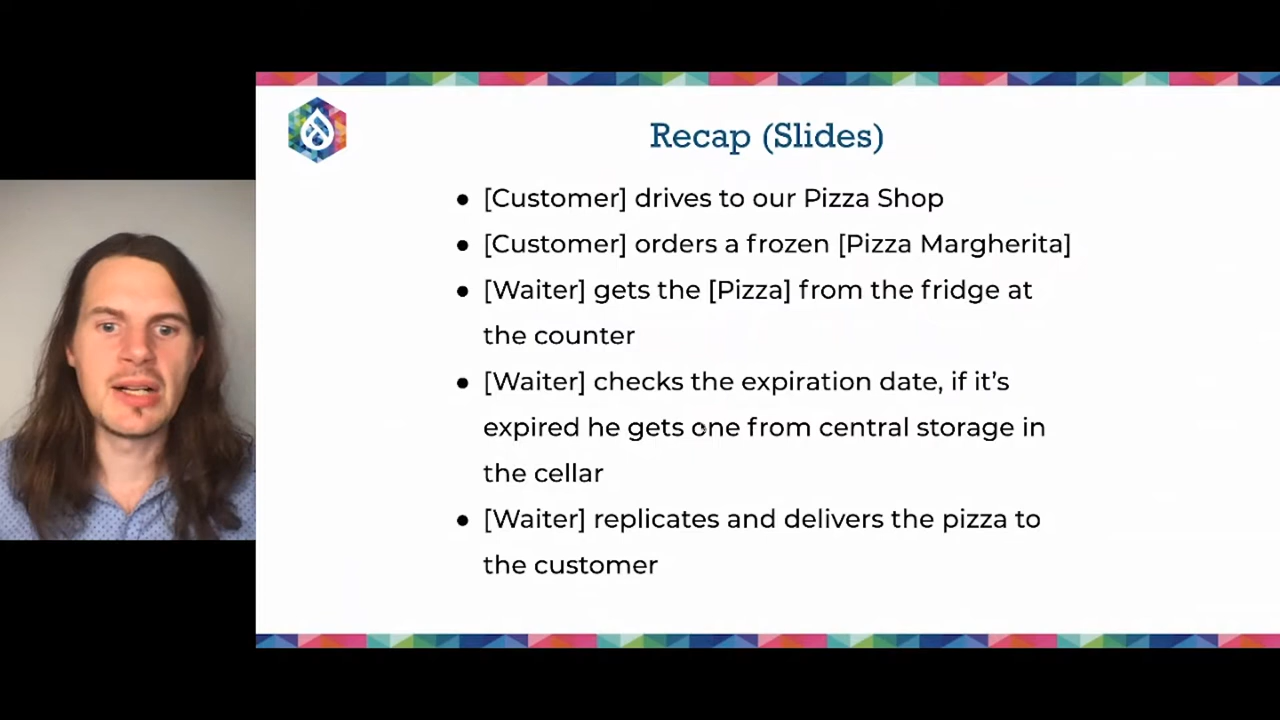 Recap (Slides)
● [Customer] drives to our Pizza Shop
● [Customer] orders a frozen [Pizza Margherita]
● [Waiter] gets the [Pizza] from the fridge at
the counter
● [Waiter] checks the expiration date, if it's
expired he gets one from central storage in
the cellar
● [Waiter] replicates and delivers the pizza to
the customer